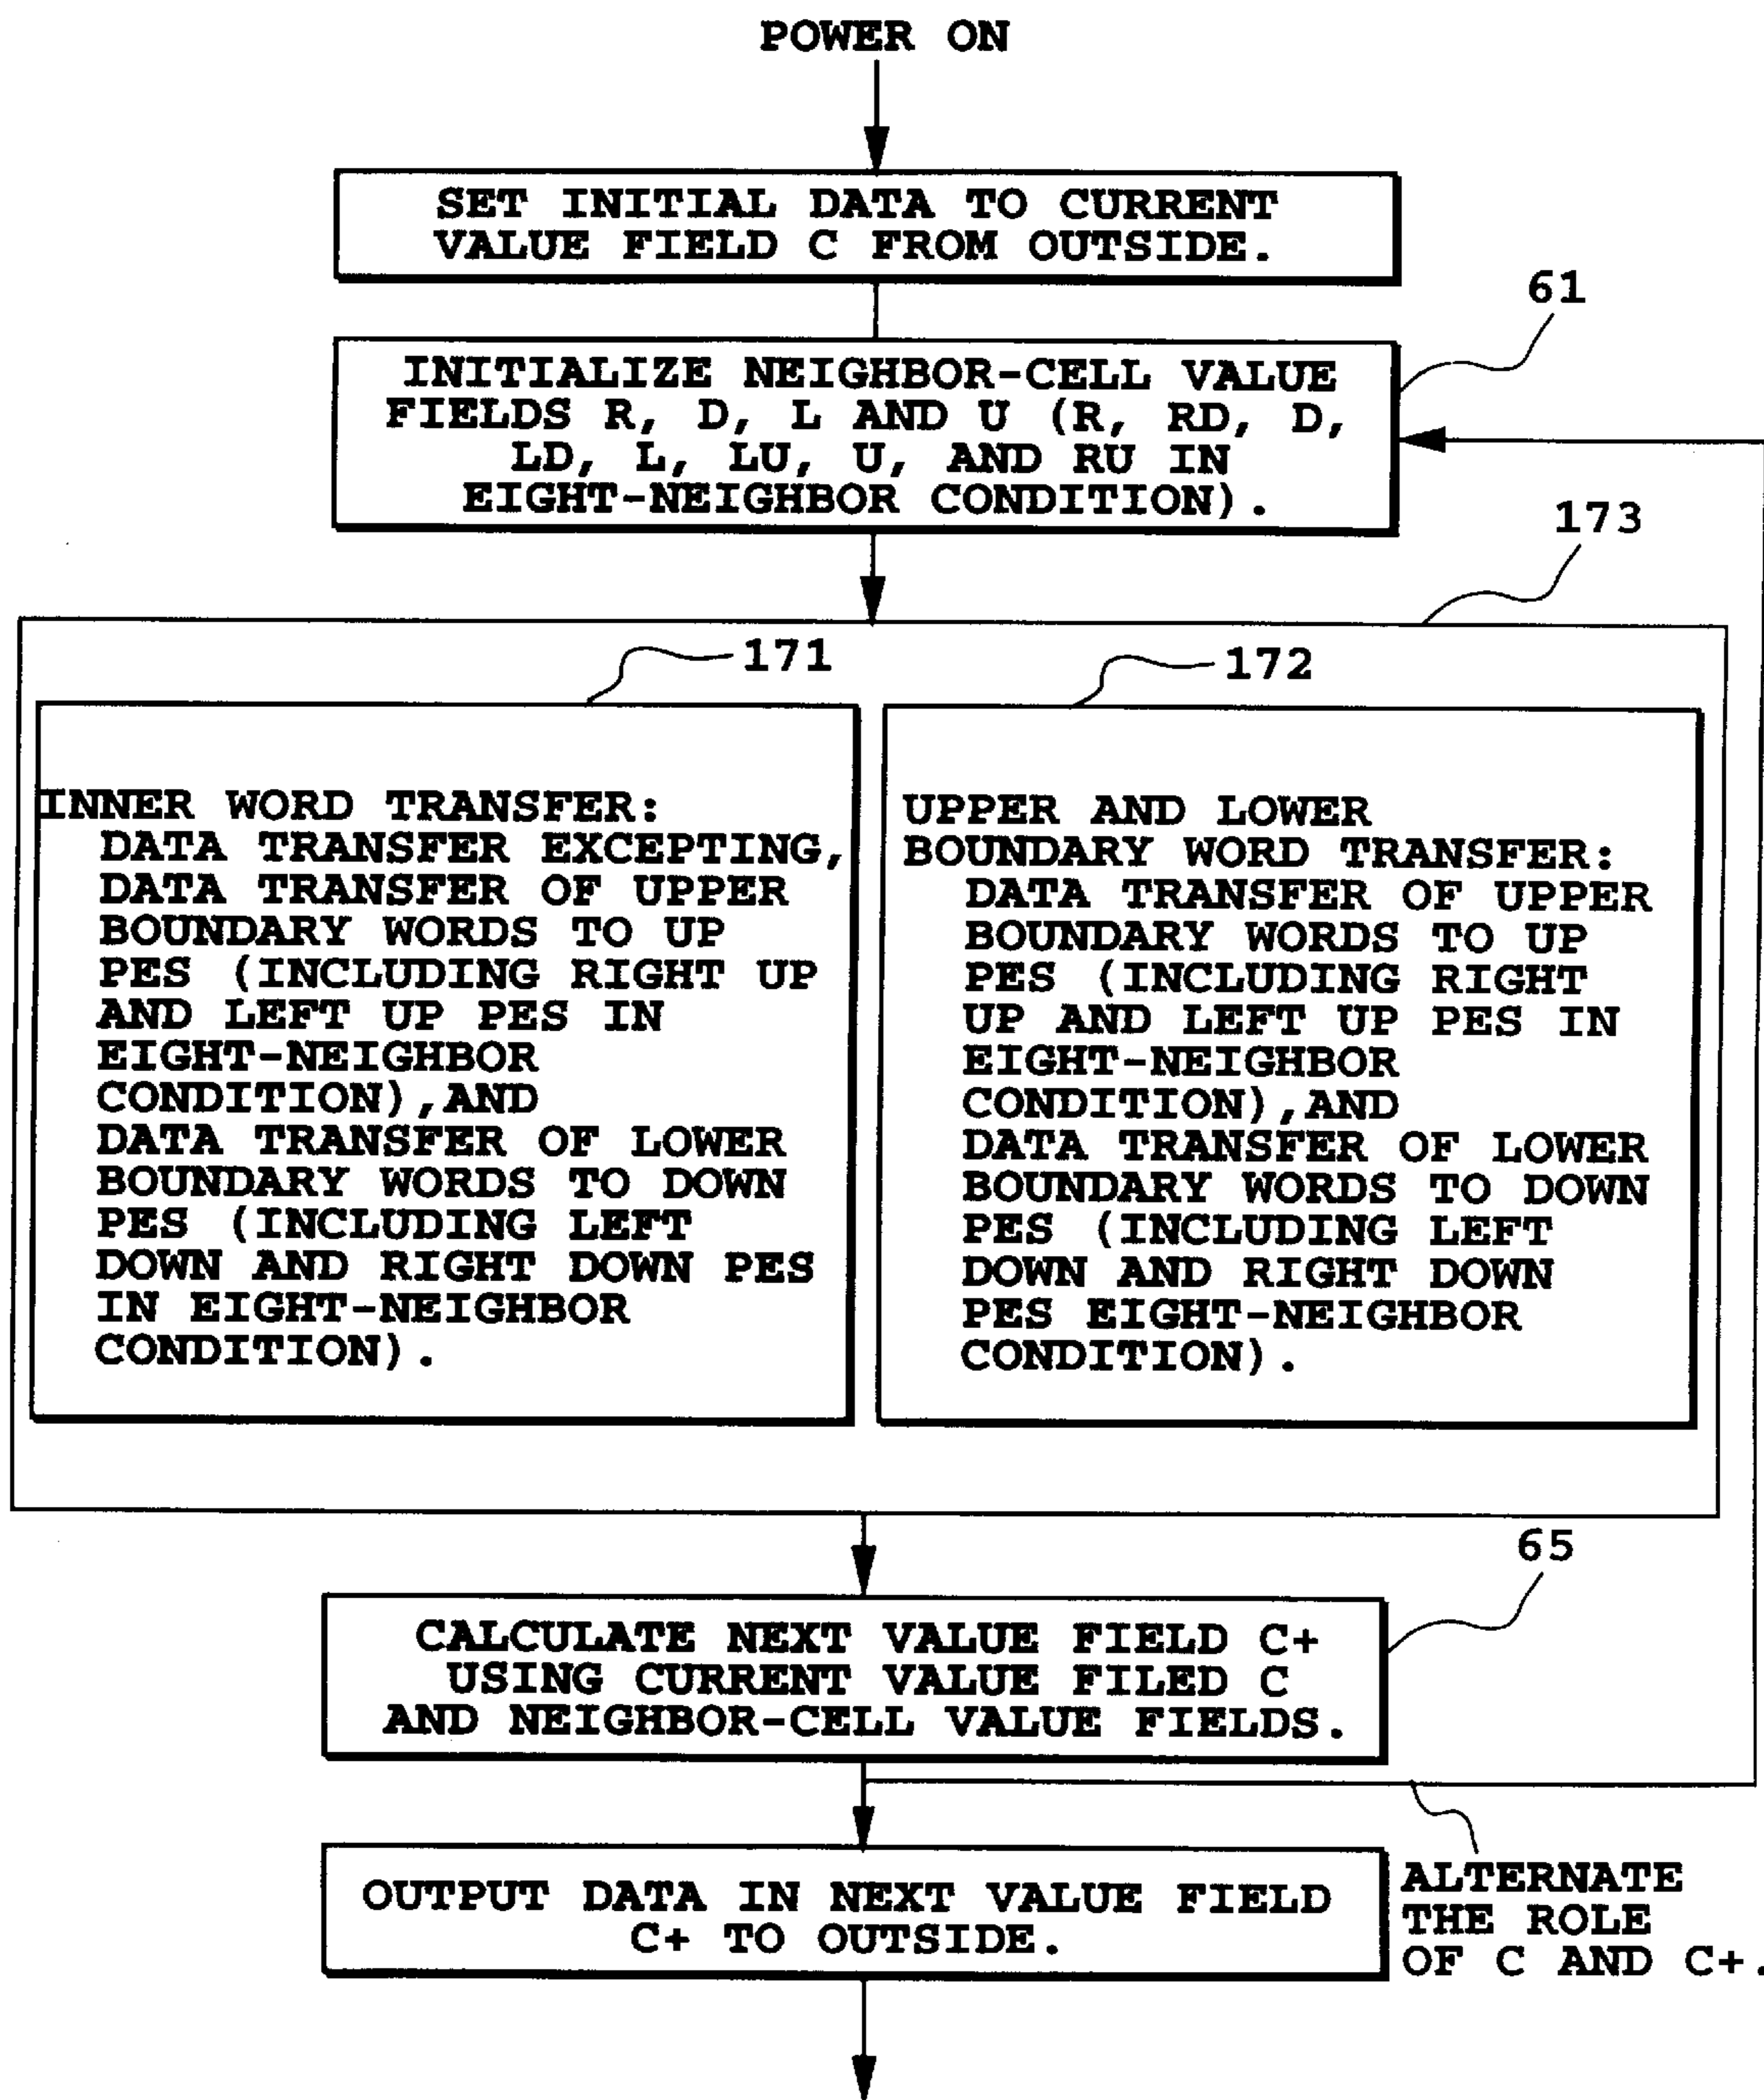 POWER ON
SET INITIAL DATA TO CURRENT
VALUE FIELD C FROM OUTSIDE.
61
INITIALIZE NEIGHBOR-CELL VALUE
FIELDS R, D, L AND U (R, RD, D,
LD, L, LU, U, AND RU IN
EIGHT-NEIGHBOR CONDITION).
173
171
172
INNER WORD TRANSFER:
DATA TRANSFER EXCEPTING,
DATA TRANSFER OF UPPER
BOUNDARY WORDS TO UP
PES (INCLUDING RIGHT UP
AND LEFT UP PES IN
EIGHT-NEIGHBOR
CONDITION),AND
DATA TRANSFER OF LOWER
BOUNDARY WORDS TO DOWN
PES (INCLUDING LEFT
DOWN AND RIGHT DOWN PES
IN EIGHT-NEIGHBOR
CONDITION).
UPPER AND LOWER
BOUNDARY WORD TRANSFER:
DATA TRANSFER OF UPPER
BOUNDARY WORDS TO UP
PES (INCLUDING RIGHT
UP AND LEFT UP PES IN
EIGHT-NEIGHBOR
CONDITION),AND
DATA TRANSFER OF LOWER
BOUNDARY WORDS TO DOWN
PES (INCLUDING LEFT
DOWN AND RIGHT DOWN
PES EIGHT-NEIGHBOR
CONDITION).
65
CALCULATE NEXT VALUE FIELD C+
USING CURRENT VALUE FILED C
AND NEIGHBOR-CELL VALUE FIELDS.
OUTPUT DATA IN NEXT VALUE FIELD
C+ TO OUTSIDE.
ALTERNATE
THE ROLE
OF C AND C+.